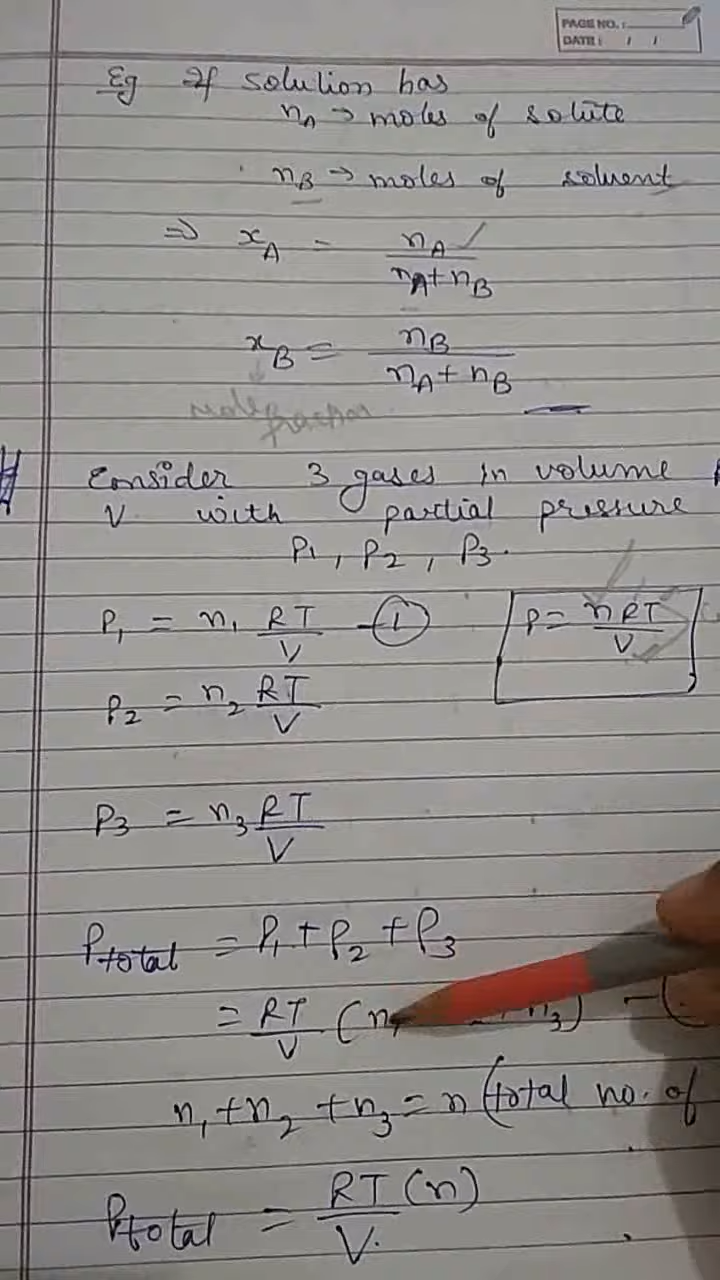 PAGE NO. :
DATE : / /
Eg If solution has
nA → moles of solute
nB → moles of solvent
⇒ xA = nA / nA+nB
xB = nB / nA+nB
mole fraction
Consider 3 gases in volume
V with partial pressure
P1, P2, P3.
P1 = n1 RT/V — ①
P = nRT/V
P2 = n2 RT/V
P3 = n3 RT/V
Ptotal = P1 + P2 + P3
= RT/V (n n3) — (
n1 + n2 + n3 = n (total no. of
Ptotal = RT(n)/V.